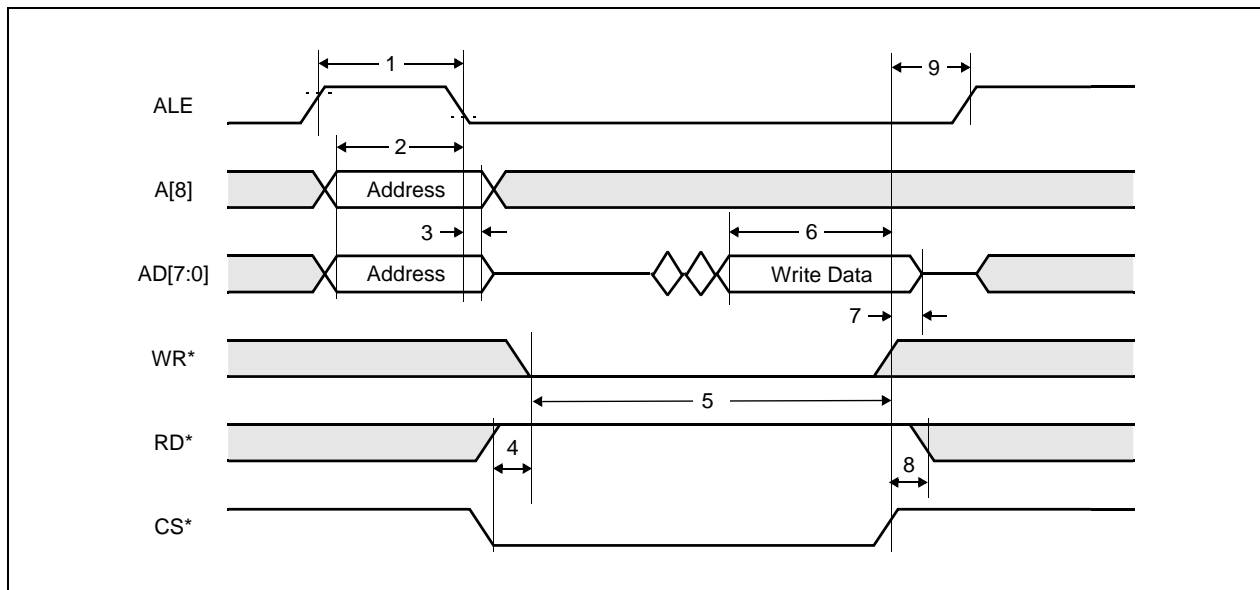 1
9
ALE
2
A[8]
Address
3
6
AD[7:0]
Address
Write Data
7
WR*
5
RD*
4
8
CS*